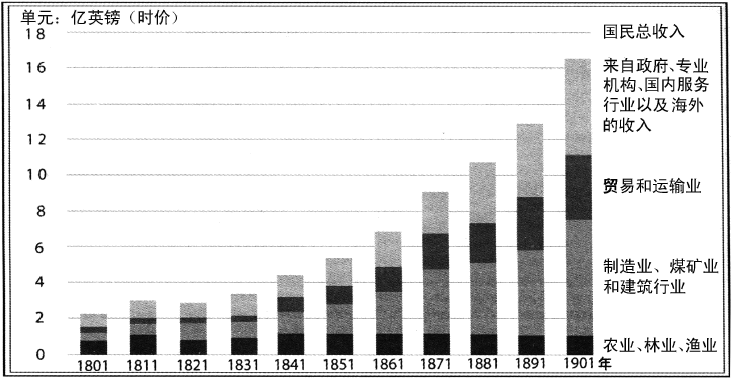 单元：亿英镑（时价）
18
16
14
12
10
8
6
4
2
0
1801 1811 1821 1831 1841 1851 1861 1871 1881 1891 1901年
国民总收入
来自政府、专业
机构、国内服务
行业以及海外
的收入
贸易和运输业
制造业、煤矿业
和建筑行业
农业、林业、渔业